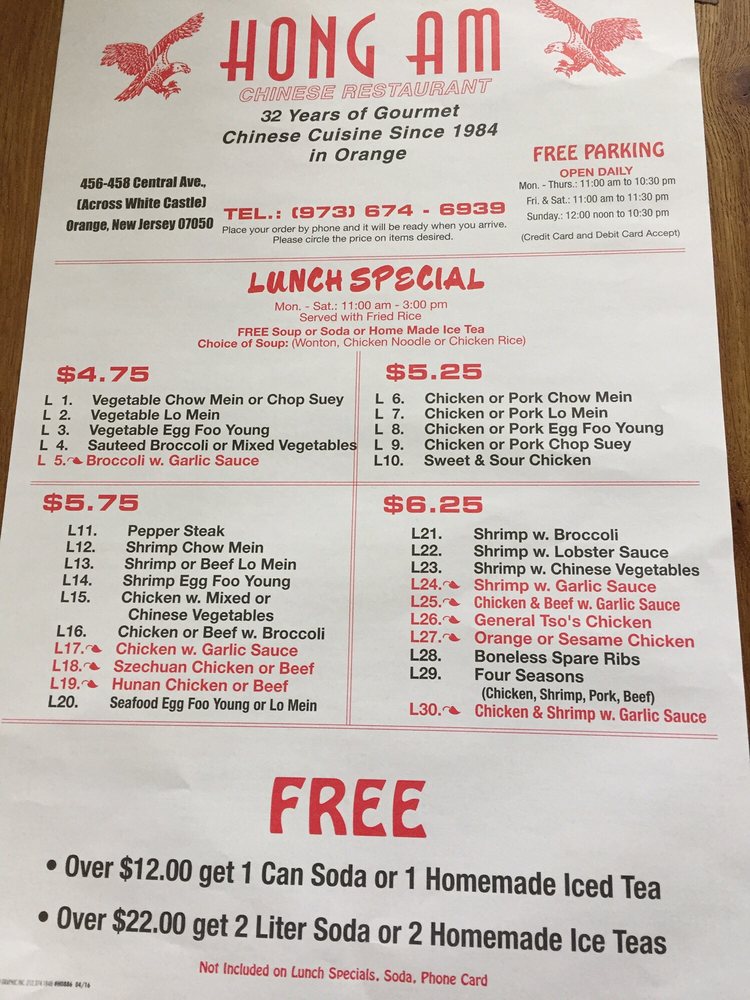 HONG AM
CHINESE RESTAURANT
32 Years of Gourmet
Chinese Cuisine Since 1984
in Orange
456-458 Central Ave.,
(Across White Castle)
Orange, New Jersey 07050
TEL.: (973) 674 - 6939
Place your order by phone and it will be ready when you arrive.
Please circle the price on items desired.
FREE PARKING
OPEN DAILY
Mon. - Thurs.: 11:00 am to 10:30 pm
Fri. & Sat.: 11:00 am to 11:30 pm
Sunday.: 12:00 noon to 10:30 pm
(Credit Card and Debit Card Accept)
LUNCH SPECIAL
Mon. - Sat.: 11:00 am - 3:00 pm
Served with Fried Rice
FREE Soup or Soda or Home Made Ice Tea
Choice of Soup: (Wonton, Chicken Noodle or Chicken Rice)
$4.75
L 1. Vegetable Chow Mein or Chop Suey
L 2. Vegetable Lo Mein
L 3. Vegetable Egg Foo Young
L 4. Sauteed Broccoli or Mixed Vegetables
L 5. Broccoli w. Garlic Sauce
$5.25
L 6. Chicken or Pork Chow Mein
L 7. Chicken or Pork Lo Mein
L 8. Chicken or Pork Egg Foo Young
L 9. Chicken or Pork Chop Suey
L10. Sweet & Sour Chicken
$5.75
L11. Pepper Steak
L12. Shrimp Chow Mein
L13. Shrimp or Beef Lo Mein
L14. Shrimp Egg Foo Young
L15. Chicken w. Mixed or
Chinese Vegetables
L16. Chicken or Beef w. Broccoli
L17. Chicken w. Garlic Sauce
L18. Szechuan Chicken or Beef
L19. Hunan Chicken or Beef
L20. Seafood Egg Foo Young or Lo Mein
$6.25
L21. Shrimp w. Broccoli
L22. Shrimp w. Lobster Sauce
L23. Shrimp w. Chinese Vegetables
L24. Shrimp w. Garlic Sauce
L25. Chicken & Beef w. Garlic Sauce
L26. General Tso's Chicken
L27. Orange or Sesame Chicken
L28. Boneless Spare Ribs
L29. Four Seasons
(Chicken, Shrimp, Pork, Beef)
L30. Chicken & Shrimp w. Garlic Sauce
FREE
• Over $12.00 get 1 Can Soda or 1 Homemade Iced Tea
• Over $22.00 get 2 Liter Soda or 2 Homemade Ice Teas
Not Included on Lunch Specials, Soda, Phone Card
04/16